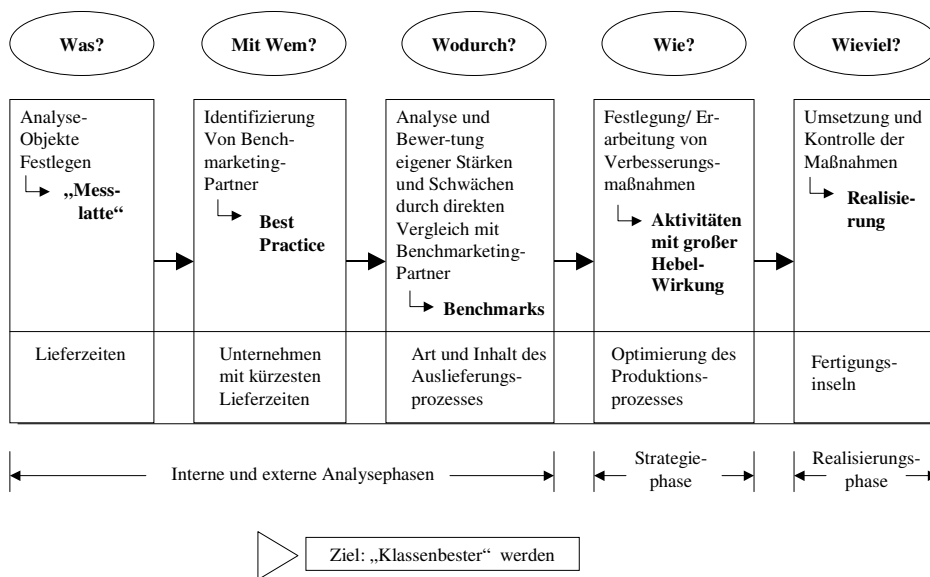 Was?
Mit Wem?
Wodurch?
Wie?
Wieviel?
Analyse-
Objekte
Festlegen
„Mess-
latte“
Identifizierung
Von Bench-
marketing-
Partner
Best
Practice
Analyse und
Bewer-tung
eigener Stärken
und Schwächen
durch direkten
Vergleich mit
Benchmarketing-
Partner
Benchmarks
Festlegung/ Er-
arbeitung von
Verbesserungs-
maßnahmen
Aktivitäten
mit großer
Hebel-
Wirkung
Umsetzung und
Kontrolle der
Maßnahmen
Realisie-
rung
Lieferzeiten
Unternehmen
mit kürzesten
Lieferzeiten
Art und Inhalt des
Auslieferungs-
prozesses
Optimierung des
Produktions-
prozesses
Fertigungs-
inseln
Interne und externe Analysephasen
Strategie-
phase
Realisierungs-
phase
Ziel: „Klassenbester“ werden